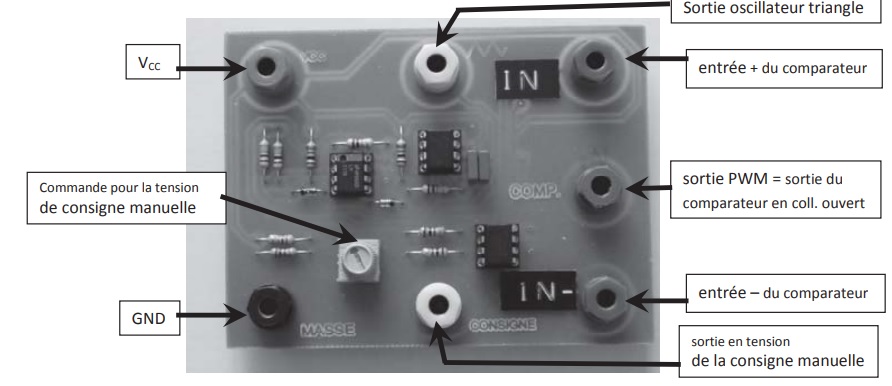 Sortie oscillateur triangle
V_CC
entrée + du comparateur
IN
sortie PWM = sortie du
comparateur en coll. ouvert
COMP.
Commande pour la tension
de consigne manuelle
entrée – du comparateur
IN-
GND
MASSE
CONSIGNE
sortie en tension
de la consigne manuelle